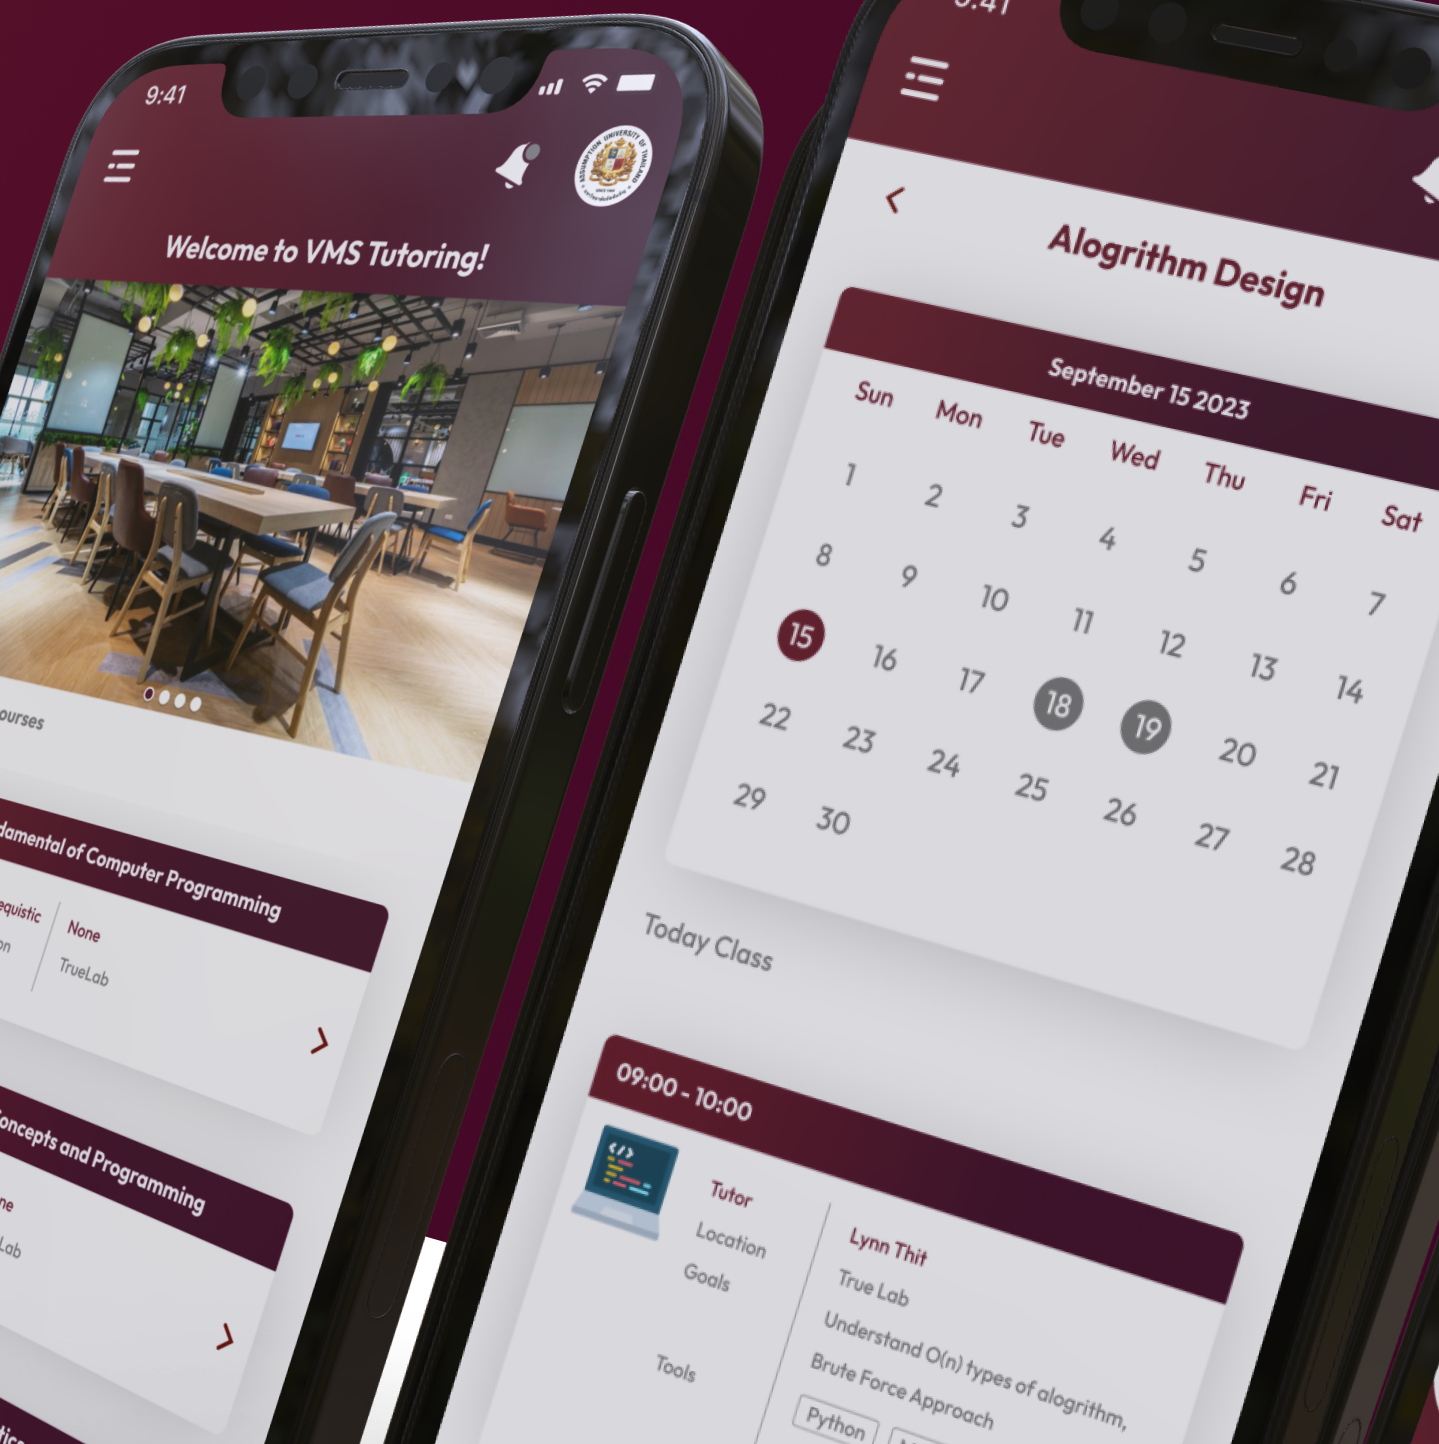 9:41
ASSUMPTION UNIVERSITY OF THAILAND
Welcome to VMS Tutoring!
ourses
damental of Computer Programming
equistic
None
on
TrueLab
oncepts and Programming
ne
Lab
9:41
Alogrithm Design
September 15 2023
Sun Mon Tue Wed Thu Fri Sat
1 2 3 4 5 6 7
8 9 10 11 12 13 14
15 16 17 18 19 20 21
22 23 24 25 26 27 28
29 30
Today Class
09:00 - 10:00
</>
Tutor
Lynn Thit
Location
True Lab
Goals
Understand O(n) types of alogrithm,
Brute Force Approach
Tools
Python